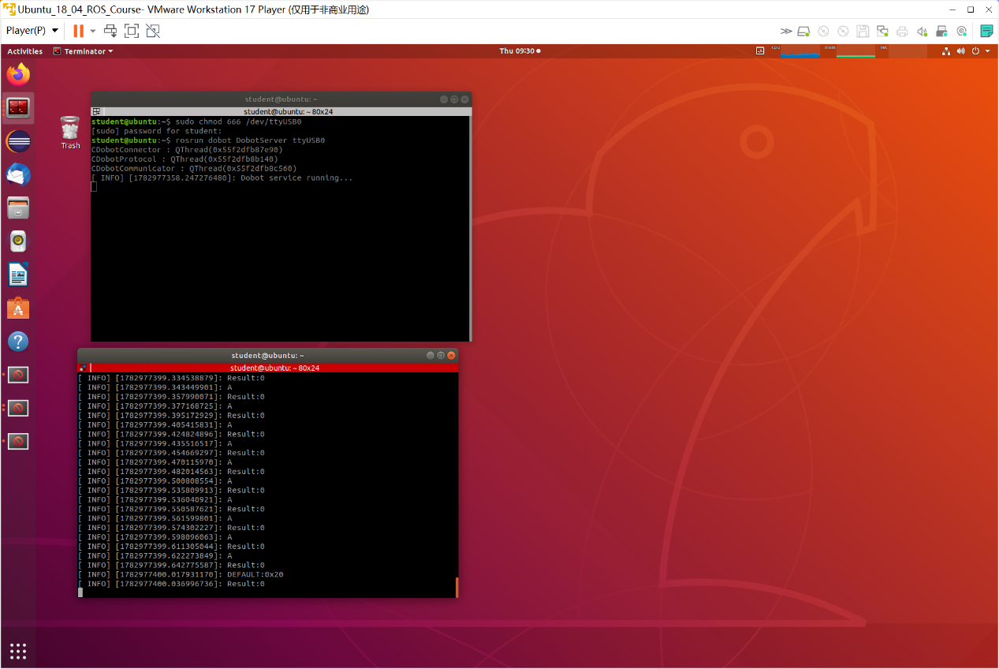 Ubuntu_18_04_ROS_Course- VMware Workstation 17 Player (仅用于非商业用途)
Player(P)
Activities
Terminator
Thu 09:30
cpu
mem
net
Trash
student@ubuntu: ~
student@ubuntu: ~ 80x24
student@ubuntu:~$ sudo chmod 666 /dev/ttyUSB0
[sudo] password for student:
student@ubuntu:~$ rosrun dobot DobotServer ttyUSB0
CDobotConnector : QThread(0x55f2dfb87e90)
CDobotProtocol : QThread(0x55f2dfb8b140)
CDobotCommunicator : QThread(0x55f2dfb8c560)
[ INFO] [1782977358.247276480]: Dobot service running...
student@ubuntu: ~
student@ubuntu: ~ 80x24
[ INFO] [1782977399.334538879]: Result:0
[ INFO] [1782977399.343449901]: A
[ INFO] [1782977399.357990071]: Result:0
[ INFO] [1782977399.377168725]: A
[ INFO] [1782977399.395172929]: Result:0
[ INFO] [1782977399.405415831]: A
[ INFO] [1782977399.424824896]: Result:0
[ INFO] [1782977399.435516517]: A
[ INFO] [1782977399.454669297]: Result:0
[ INFO] [1782977399.470115970]: A
[ INFO] [1782977399.482014563]: Result:0
[ INFO] [1782977399.500808554]: A
[ INFO] [1782977399.535809913]: Result:0
[ INFO] [1782977399.536040921]: A
[ INFO] [1782977399.550587621]: Result:0
[ INFO] [1782977399.561599801]: A
[ INFO] [1782977399.574302227]: Result:0
[ INFO] [1782977399.598096063]: A
[ INFO] [1782977399.611305044]: Result:0
[ INFO] [1782977399.622273849]: A
[ INFO] [1782977399.642775587]: Result:0
[ INFO] [1782977400.017931170]: DEFAULT:0x20
[ INFO] [1782977400.036996736]: Result:0